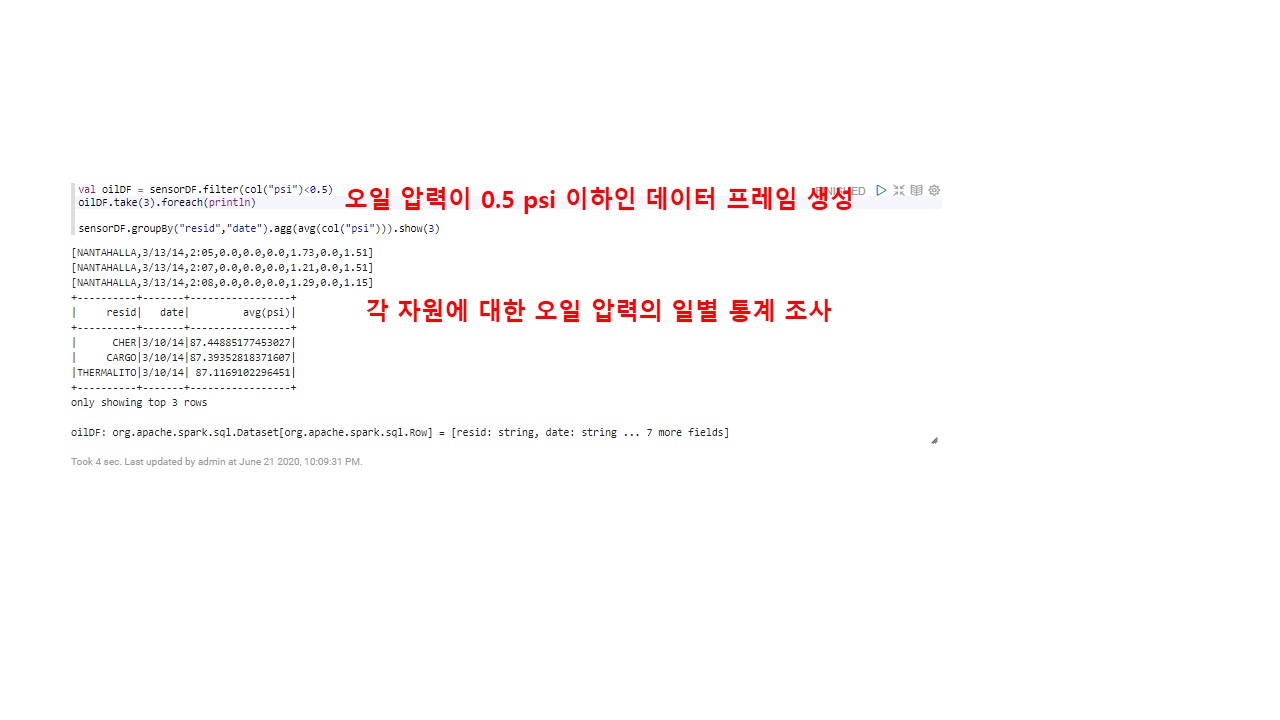 val oilDF = sensorDF.filter(col("psi")<0.5)
오일 압력이 0.5 psi 이하인 데이터 프레임 생성
FINISHED
oilDF.take(3).foreach(println)
sensorDF.groupBy("resid","date").agg(avg(col("psi"))).show(3)
[NANTAHALLA,3/13/14,2:05,0.0,0.0,0.0,1.73,0.0,1.51]
[NANTAHALLA,3/13/14,2:07,0.0,0.0,0.0,1.21,0.0,1.51]
[NANTAHALLA,3/13/14,2:08,0.0,0.0,0.0,1.29,0.0,1.15]
+----------+-------+-----------------+
|     resid|   date|         avg(psi)|
각 자원에 대한 오일 압력의 일별 통계 조사
+----------+-------+-----------------+
|      CHER|3/10/14|87.44885177453027|
|     CARGO|3/10/14|87.39352818371607|
|THERMALITO|3/10/14| 87.1169102296451|
+----------+-------+-----------------+
only showing top 3 rows
oilDF: org.apache.spark.sql.Dataset[org.apache.spark.sql.Row] = [resid: string, date: string ... 7 more fields]
Took 4 sec. Last updated by admin at June 21 2020, 10:09:31 PM.